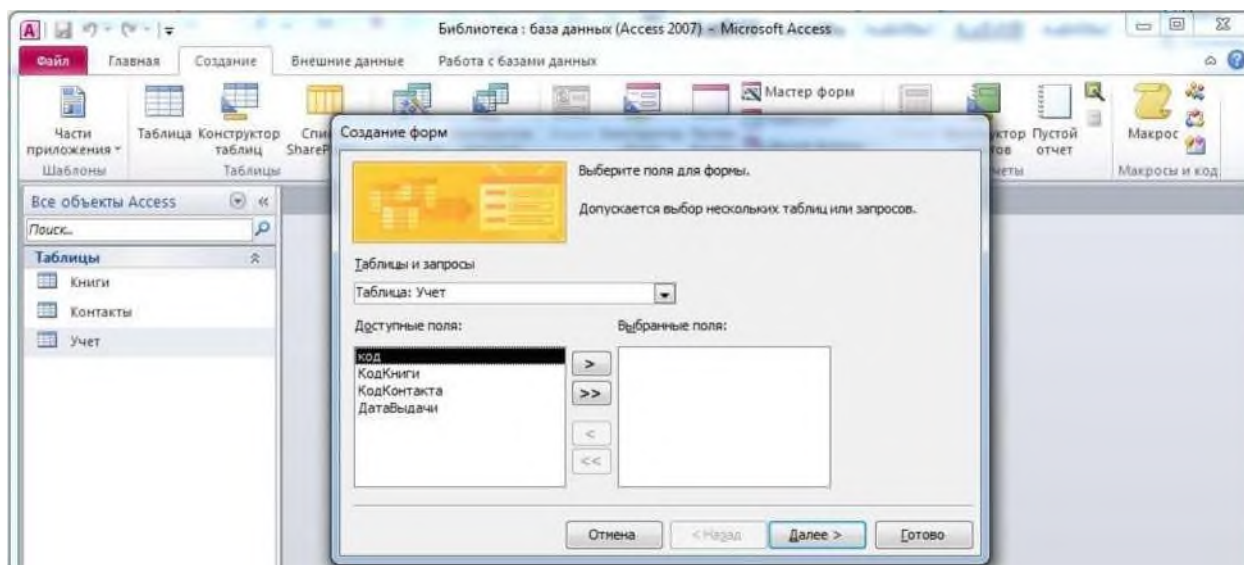 Библиотека : база данных (Access 2007) - Microsoft Access
Файл Главная Создание Внешние данные Работа с базами данных
Мастер форм
Части приложения
Таблица
Конструктор таблиц
Пустой отчет
Макрос
Шаблоны
Таблицы
Макросы и код
Все объекты Access
Поиск...
Таблицы
Книги
Контакты
Учет
Создание форм
Выберите поля для формы.
Допускается выбор нескольких таблиц или запросов.
Таблицы и запросы
Таблица: Учет
Доступные поля:
Выбранные поля:
код
КодКниги
КодКонтакта
ДатаВыдачи
>
>>
<
<<
Отмена
< Назад
Далее >
Готово